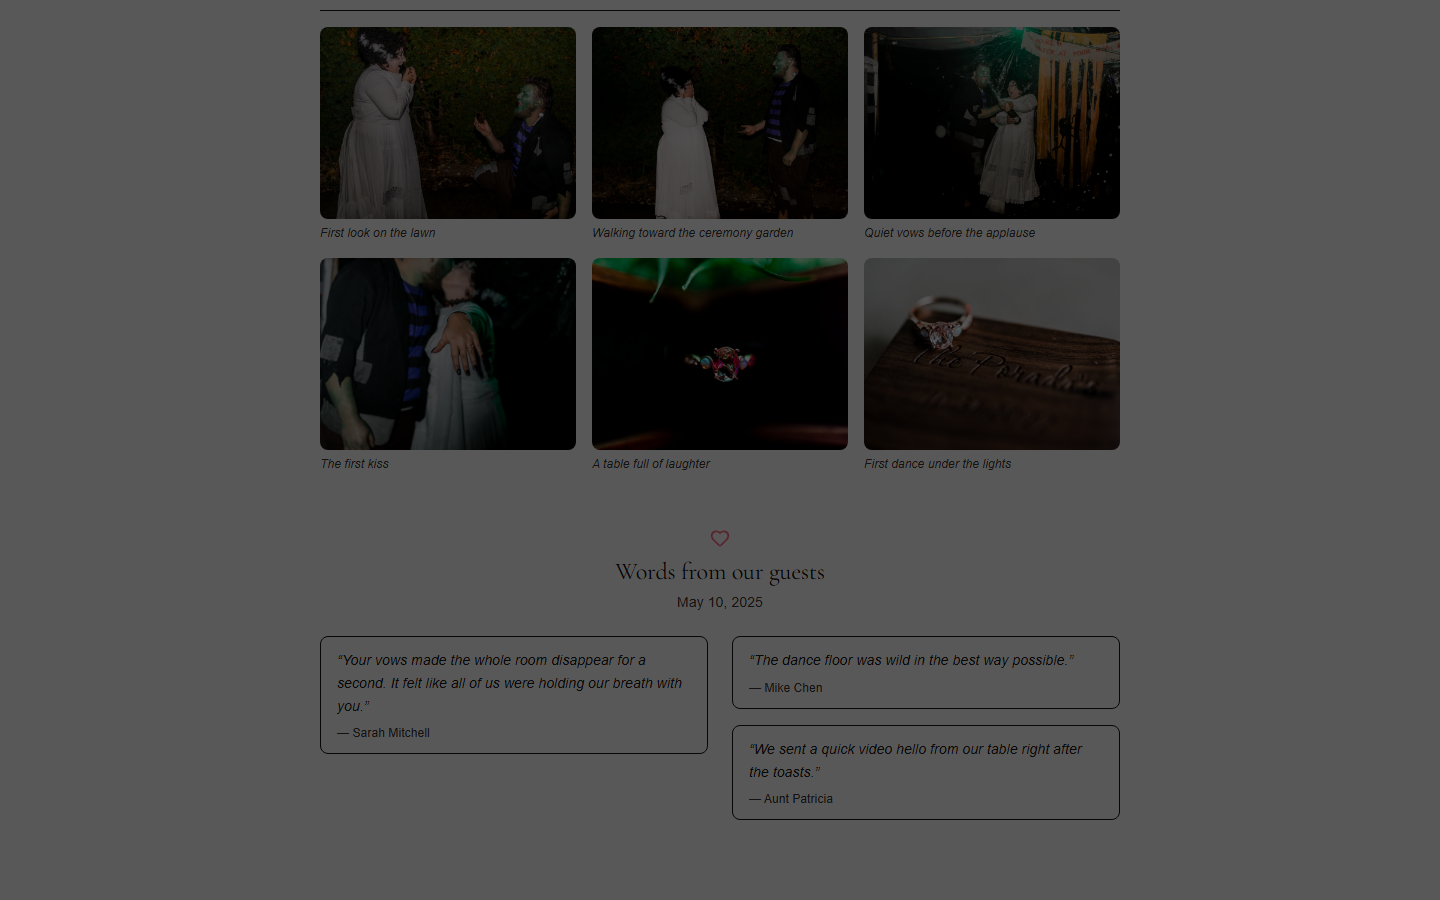 First look on the lawn
Walking toward the ceremony garden
Quiet vows before the applause
The
The first kiss
A table full of laughter
First dance under the lights
Words from our guests
May 10, 2025
“Your vows made the whole room disappear for a
second. It felt like all of us were holding our breath with
you.”
— Sarah Mitchell
“The dance floor was wild in the best way possible.”
— Mike Chen
“We sent a quick video hello from our table right after
the toasts.”
— Aunt Patricia